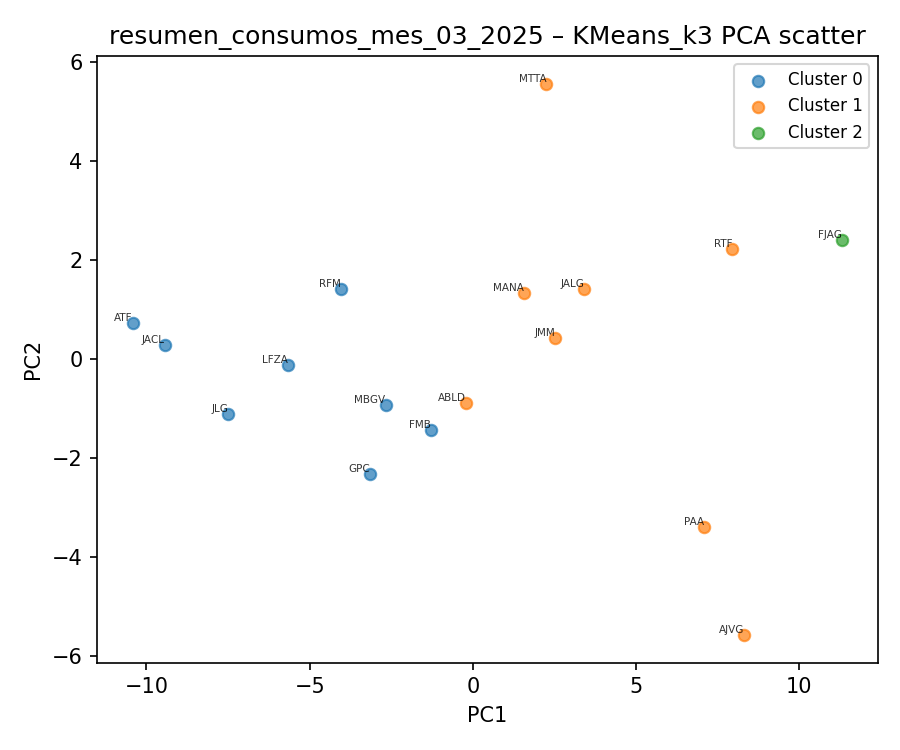 resumen_consumos_mes_03_2025 – KMeans_k3 PCA scatter
Cluster 0
Cluster 1
Cluster 2
MTTA
FJAG
RTF
RFM
MANA
JALG
ATF
JACL
JMM
LFZA
MBGV
ABLD
JLG
FMB
GPC
PAA
AJVG
6
4
2
0
−2
−4
−6
PC2
−10
−5
0
5
10
PC1